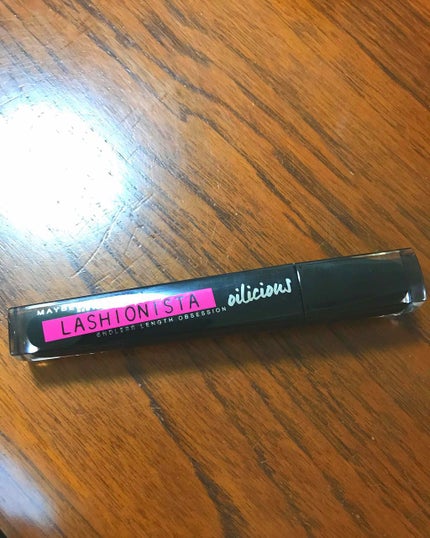 LASHIONISTA
oilicious
ENDLESS LENGTH OBSESSION